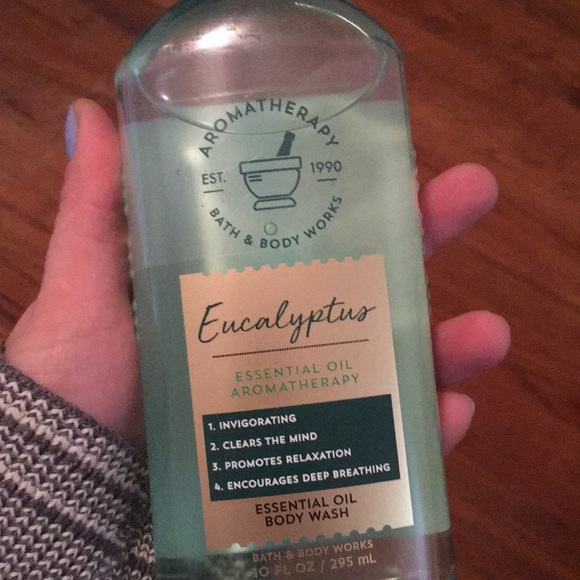 AROMATHERAPY
EST. 1990
BATH & BODY WORKS
Eucalyptus
ESSENTIAL OIL
AROMATHERAPY
1. INVIGORATING
2. CLEARS THE MIND
3. PROMOTES RELAXATION
4. ENCOURAGES DEEP BREATHING
ESSENTIAL OIL
BODY WASH
BATH & BODY WORKS
10 FL OZ / 295 mL